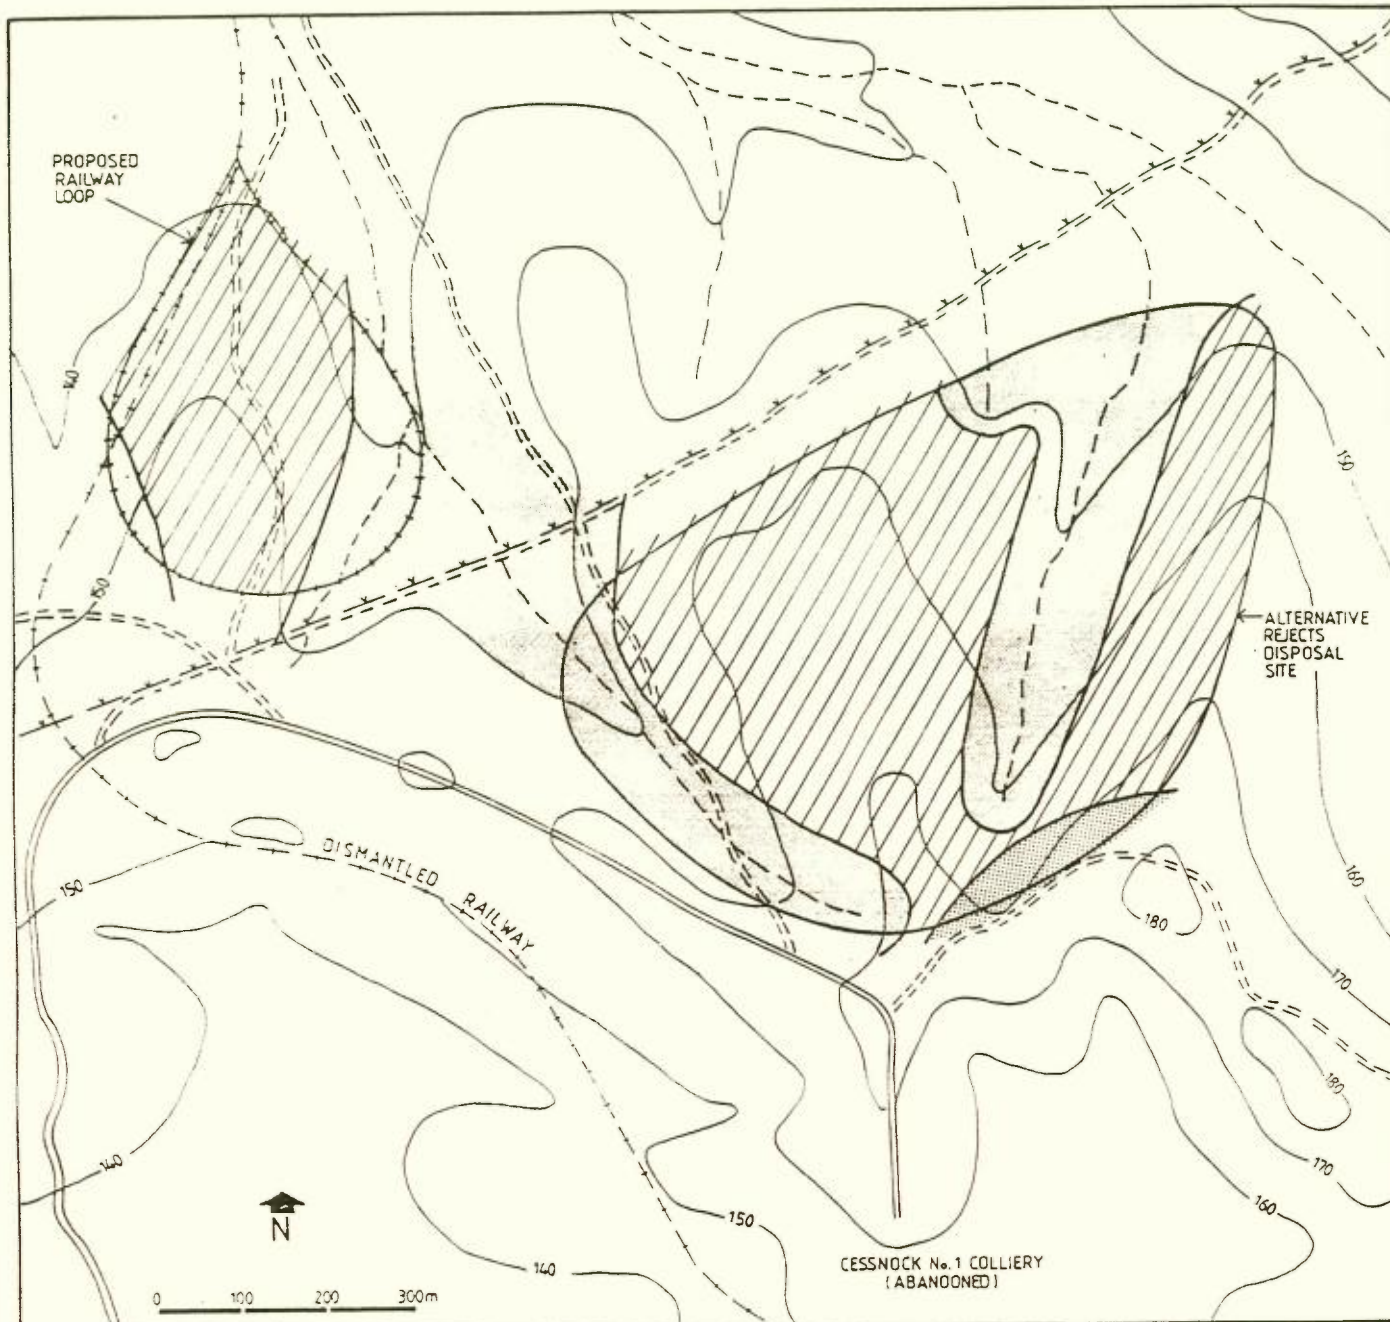 PROPOSED
RAILWAY
LOOP
140
150
150
ALTERNATIVE
REJECTS
DISPOSAL
SITE
DISMANTLED RAILWAY
150
160
180
170
180
140
170
160
150
140
N
CESSNOCK No.1 COLLIERY
(ABANOONED)
0 100 200 300m